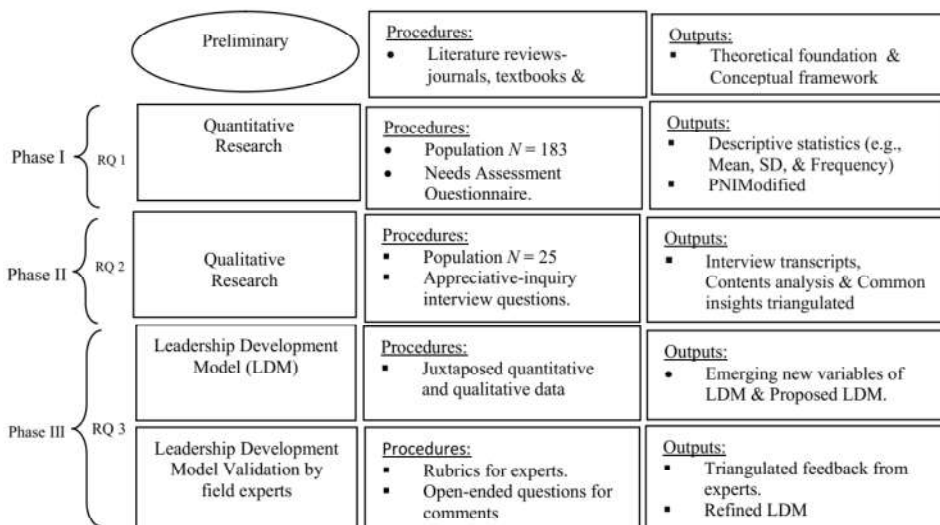 Preliminary
Procedures:
● Literature reviews-
journals, textbooks &
Outputs:
▪ Theoretical foundation &
▪ Conceptual framework
Phase I
RQ 1
Quantitative
Research
Procedures:
● Population N = 183
● Needs Assessment
Ouestionnaire.
Outputs:
▪ Descriptive statistics (e.g.,
Mean, SD, & Frequency)
▪ PNIModified
Phase II
RQ 2
Qualitative
Research
Procedures:
▪ Population N = 25
▪ Appreciative-inquiry
interview questions.
Outputs:
▪ Interview transcripts,
Contents analysis & Common
insights triangulated
Phase III
RQ 3
Leadership Development
Model (LDM)
Procedures:
▪ Juxtaposed quantitative
and qualitative data
Outputs:
● Emerging new variables of
LDM & Proposed LDM.
Leadership Development
Model Validation by
field experts
Procedures:
▪ Rubrics for experts.
▪ Open-ended questions for
comments
Outputs:
▪ Triangulated feedback from
experts.
▪ Refined LDM